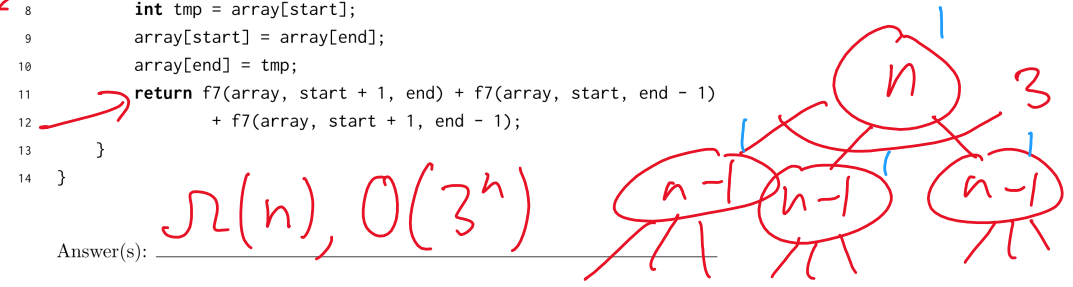 8 int tmp = array[start];
9 array[start] = array[end];
10 array[end] = tmp;
11 return f7(array, start + 1, end) + f7(array, start, end - 1)
12 + f7(array, start + 1, end - 1);
13 }
14 }
Answer(s): Ω(n), O(3ⁿ)
1
n
3
1 1 1
n-1 n-1 n-1